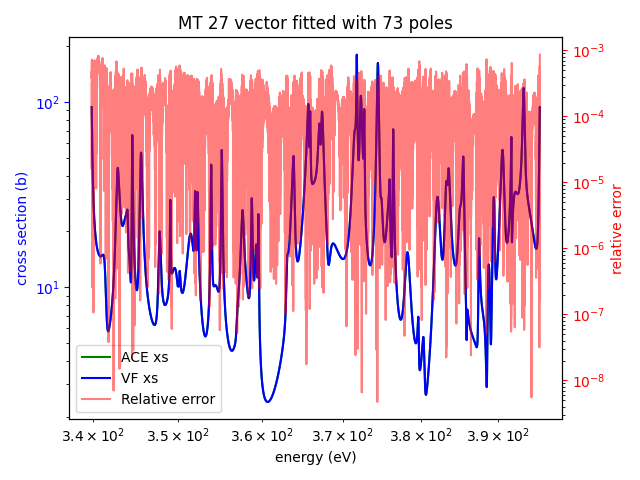 MT 27 vector fitted with 73 poles
cross section (b)
10²
10¹
relative error
10⁻³
10⁻⁴
10⁻⁵
10⁻⁶
10⁻⁷
10⁻⁸
ACE xs
VF xs
Relative error
3.4 × 10² 3.5 × 10² 3.6 × 10² 3.7 × 10² 3.8 × 10² 3.9 × 10²
energy (eV)